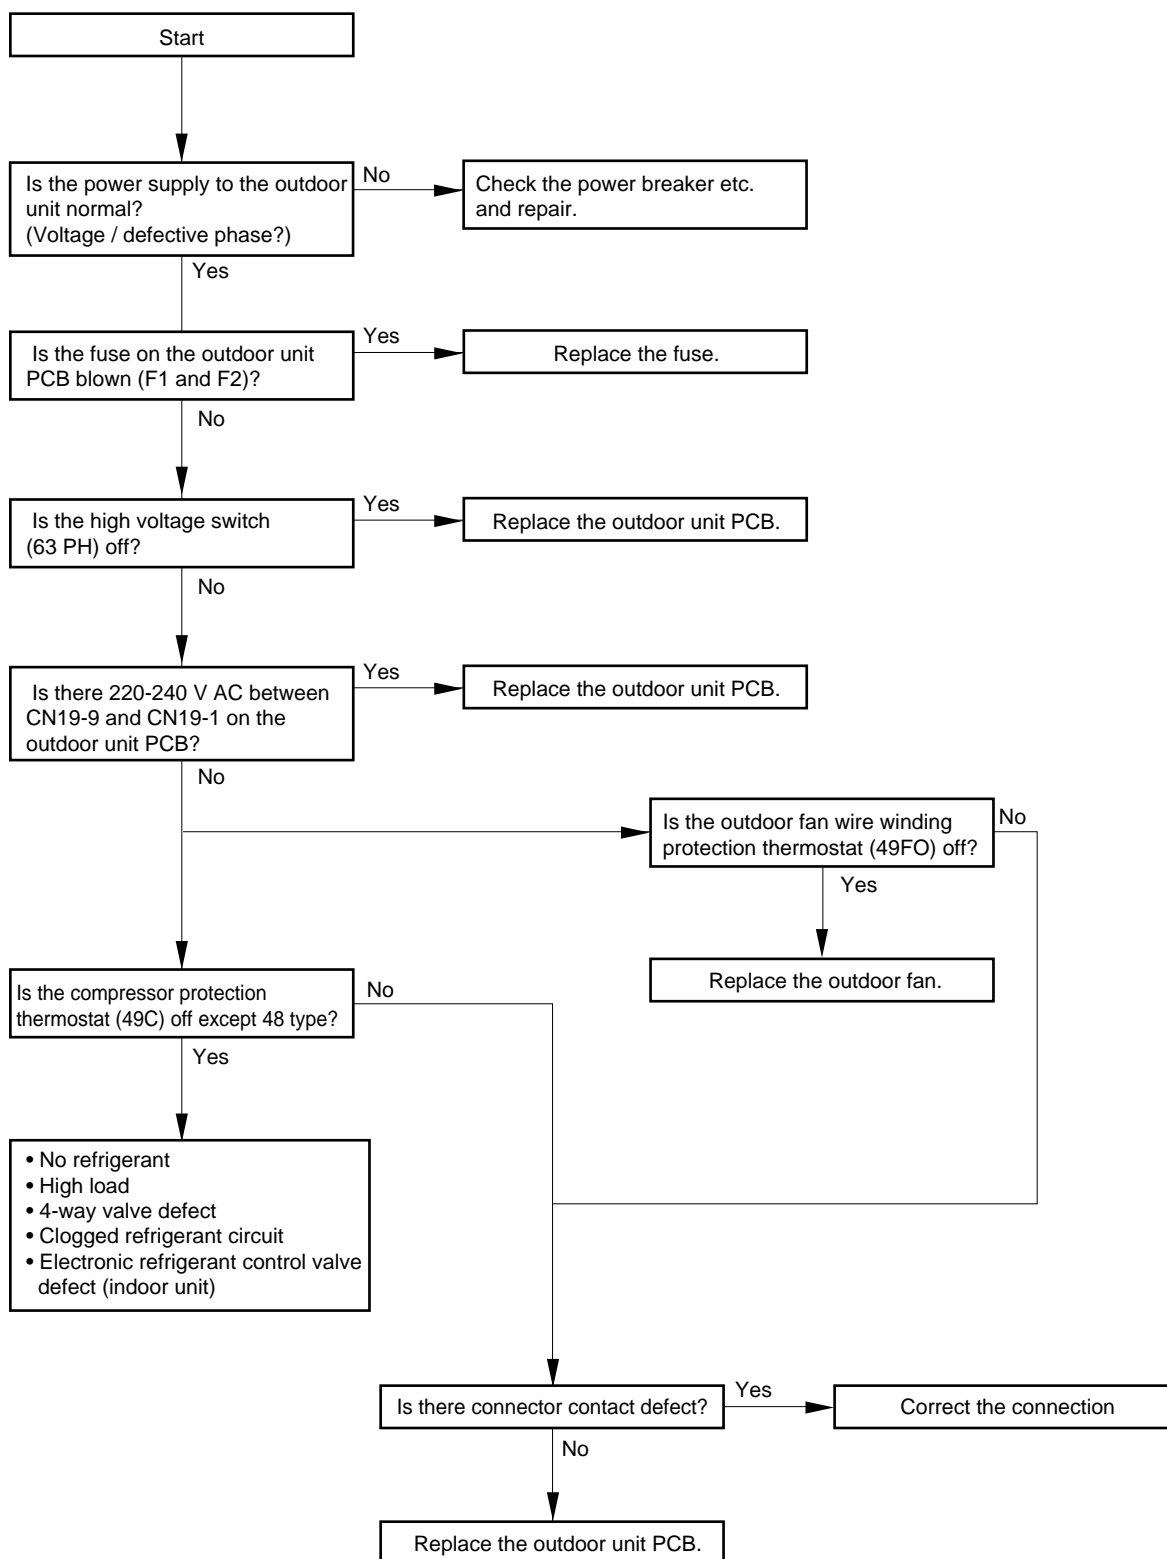 Start
Is the power supply to the outdoor
unit normal?
(Voltage / defective phase?)
No
Check the power breaker etc.
and repair.
Yes
Is the fuse on the outdoor unit
PCB blown (F1 and F2)?
Yes
Replace the fuse.
No
Is the high voltage switch
(63 PH) off?
Yes
Replace the outdoor unit PCB.
No
Is there 220-240 V AC between
CN19-9 and CN19-1 on the
outdoor unit PCB?
Yes
Replace the outdoor unit PCB.
No
Is the outdoor fan wire winding
protection thermostat (49FO) off?
No
Yes
Replace the outdoor fan.
Is the compressor protection
thermostat (49C) off except 48 type?
No
Yes
• No refrigerant
• High load
• 4-way valve defect
• Clogged refrigerant circuit
• Electronic refrigerant control valve
defect (indoor unit)
Is there connector contact defect?
Yes
Correct the connection
No
Replace the outdoor unit PCB.